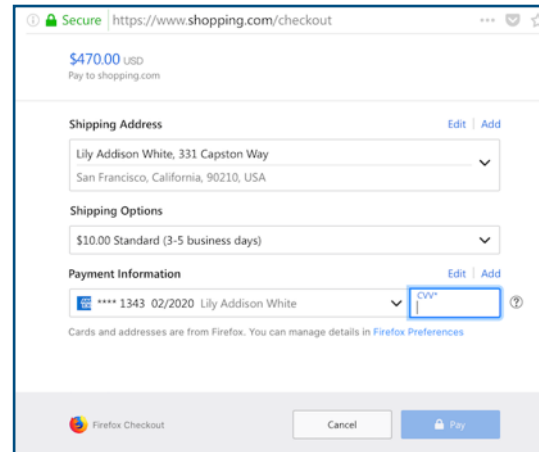 Secure https://www.shopping.com/checkout
$470.00 USD
Pay to shopping.com
Shipping Address Edit Add
Lily Addison White, 331 Capston Way
San Francisco, California, 90210, USA
Shipping Options
$10.00 Standard (3-5 business days)
Payment Information Edit Add
**** 1343 02/2020 Lily Addison White CVV*
Cards and addresses are from Firefox. You can manage details in Firefox Preferences
Firefox Checkout Cancel Pay